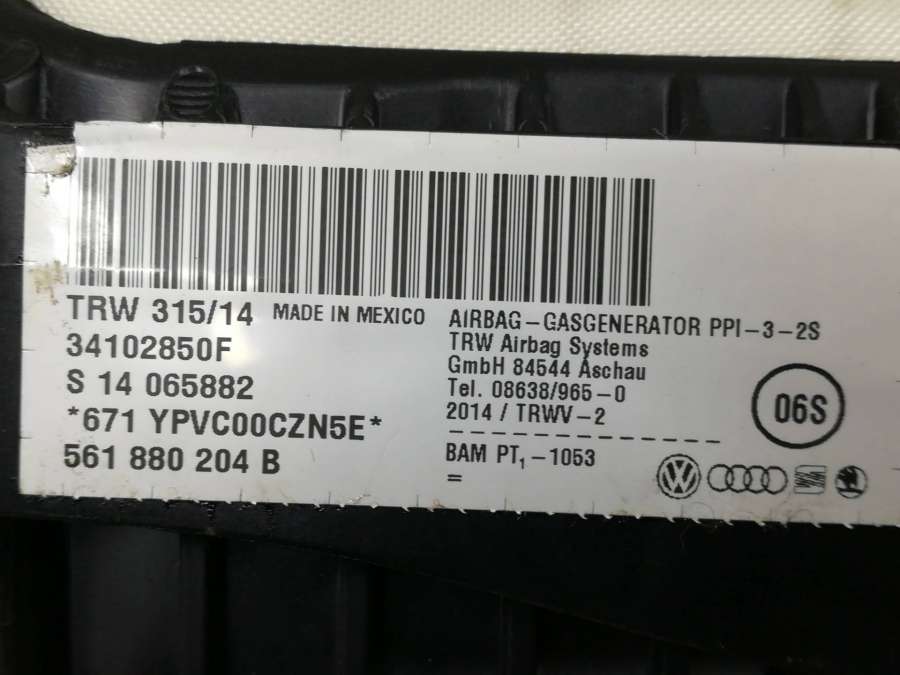 TRW 315/14 MADE IN MEXICO
34102850F
S 14 065882
*671 YPVC00CZN5E*
561 880 204 B
AIRBAG-GASGENERATOR PPI-3-2S
TRW Airbag Systems
GmbH 84544 Aschau
Tel. 08638/965-0
2014 / TRWV-2
BAM PT₁-1053
=
06S